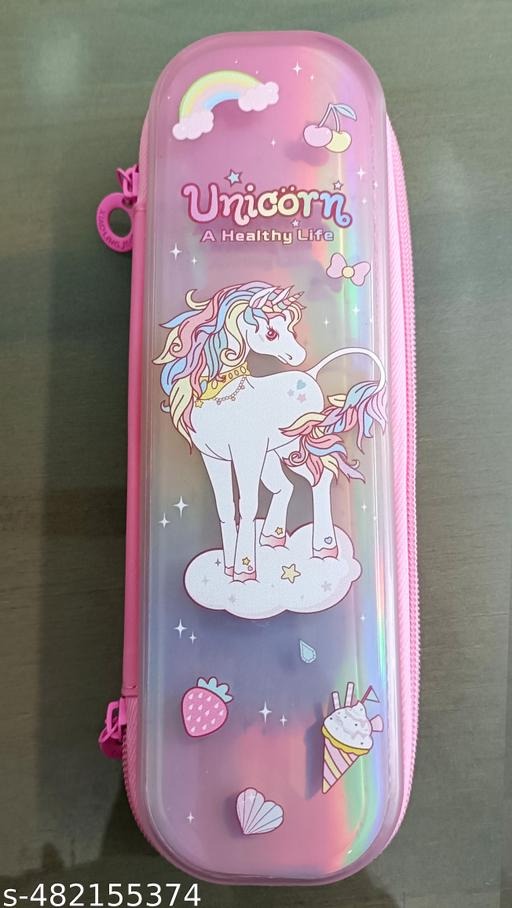 Unicorn
A Healthy Life
s-482155374